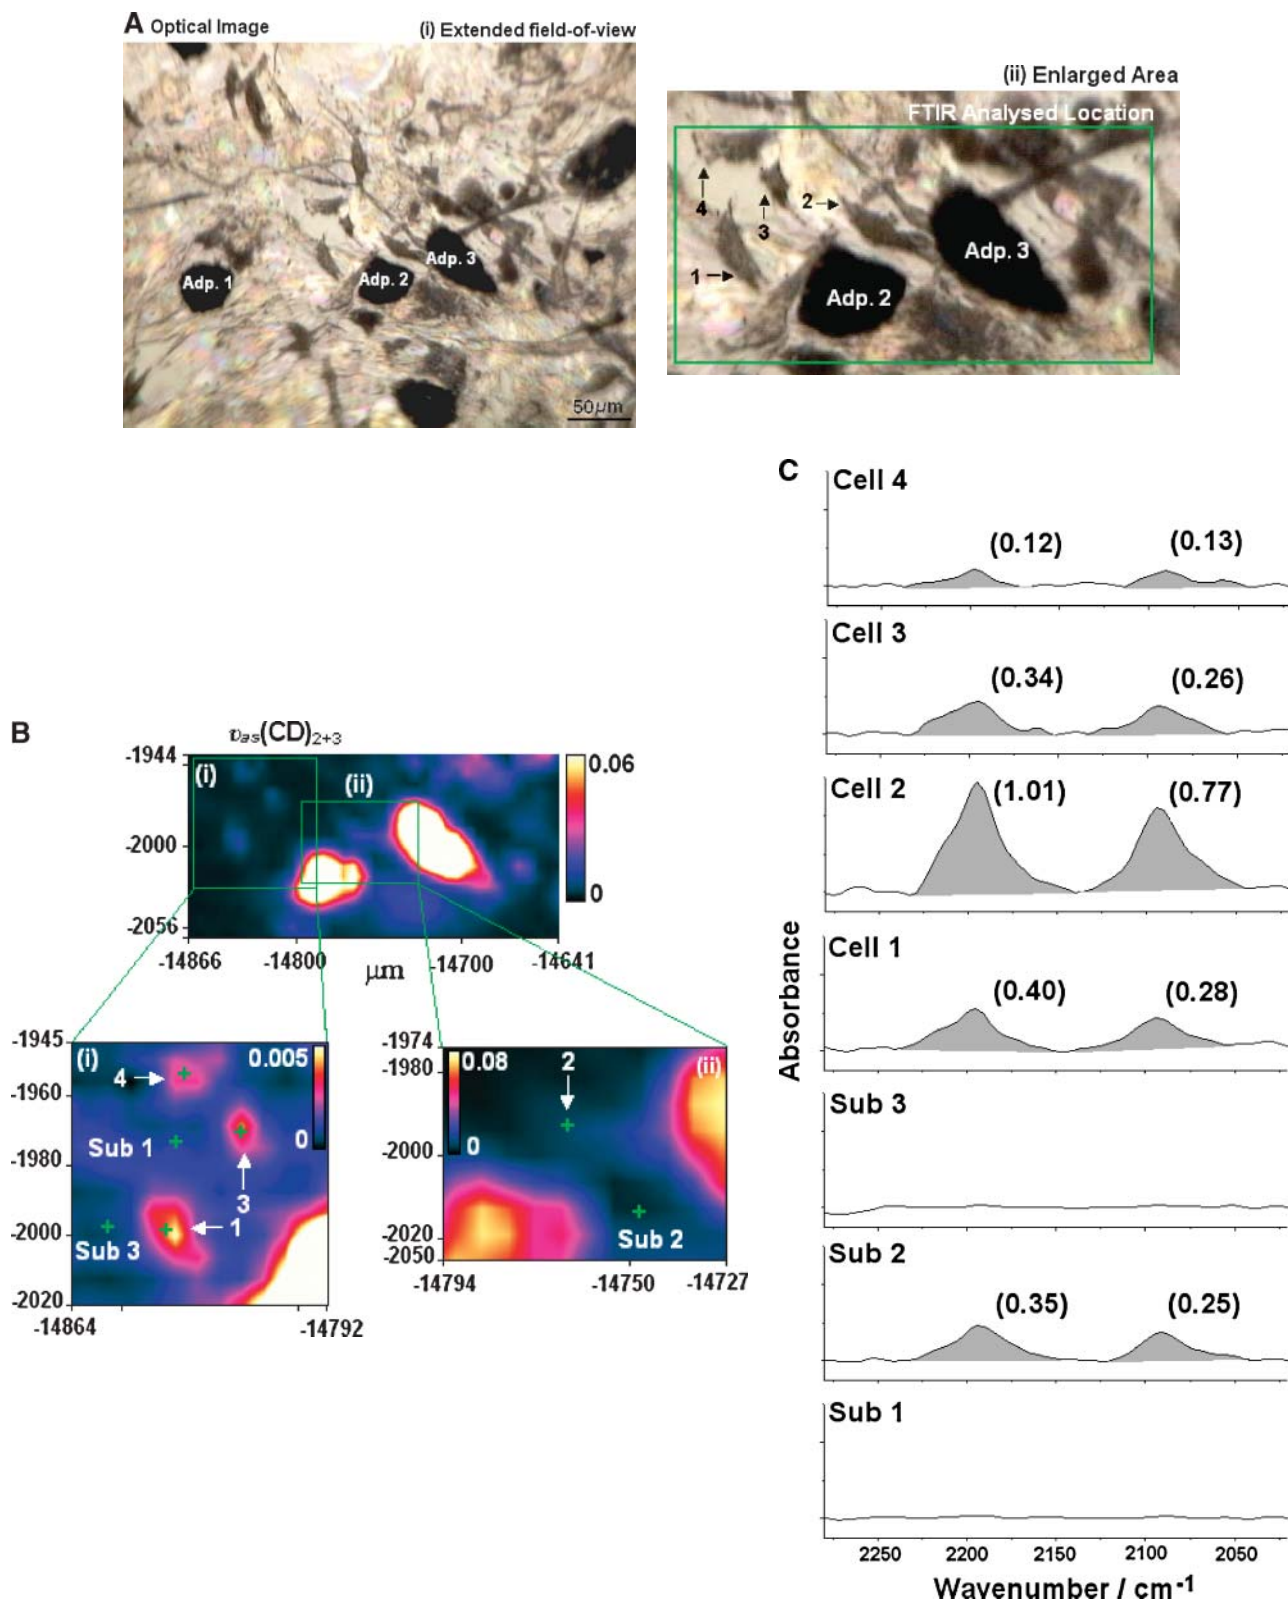 A Optical Image
(i) Extended field-of-view
Adp. 1
Adp. 2
Adp. 3
50µm
(ii) Enlarged Area
FTIR Analysed Location
4
3
2
1
Adp. 2
Adp. 3
B
υas(CD)2+3
(i)
(ii)
-1944
-2000
-2056
-14866
-14800
-14700
-14641
µm
0.06
0
-1945
-1960
-1980
-2000
-2020
-14864
-14792
(i)
0.005
0
4
Sub 1
3
1
Sub 3
-1974
-1980
-2000
-2020
-2050
-14794
-14750
-14727
0.08
0
2
(ii)
Sub 2
C
Absorbance
Cell 4
(0.12)
(0.13)
Cell 3
(0.34)
(0.26)
Cell 2
(1.01)
(0.77)
Cell 1
(0.40)
(0.28)
Sub 3
Sub 2
(0.35)
(0.25)
Sub 1
2250
2200
2150
2100
2050
Wavenumber / cm-1